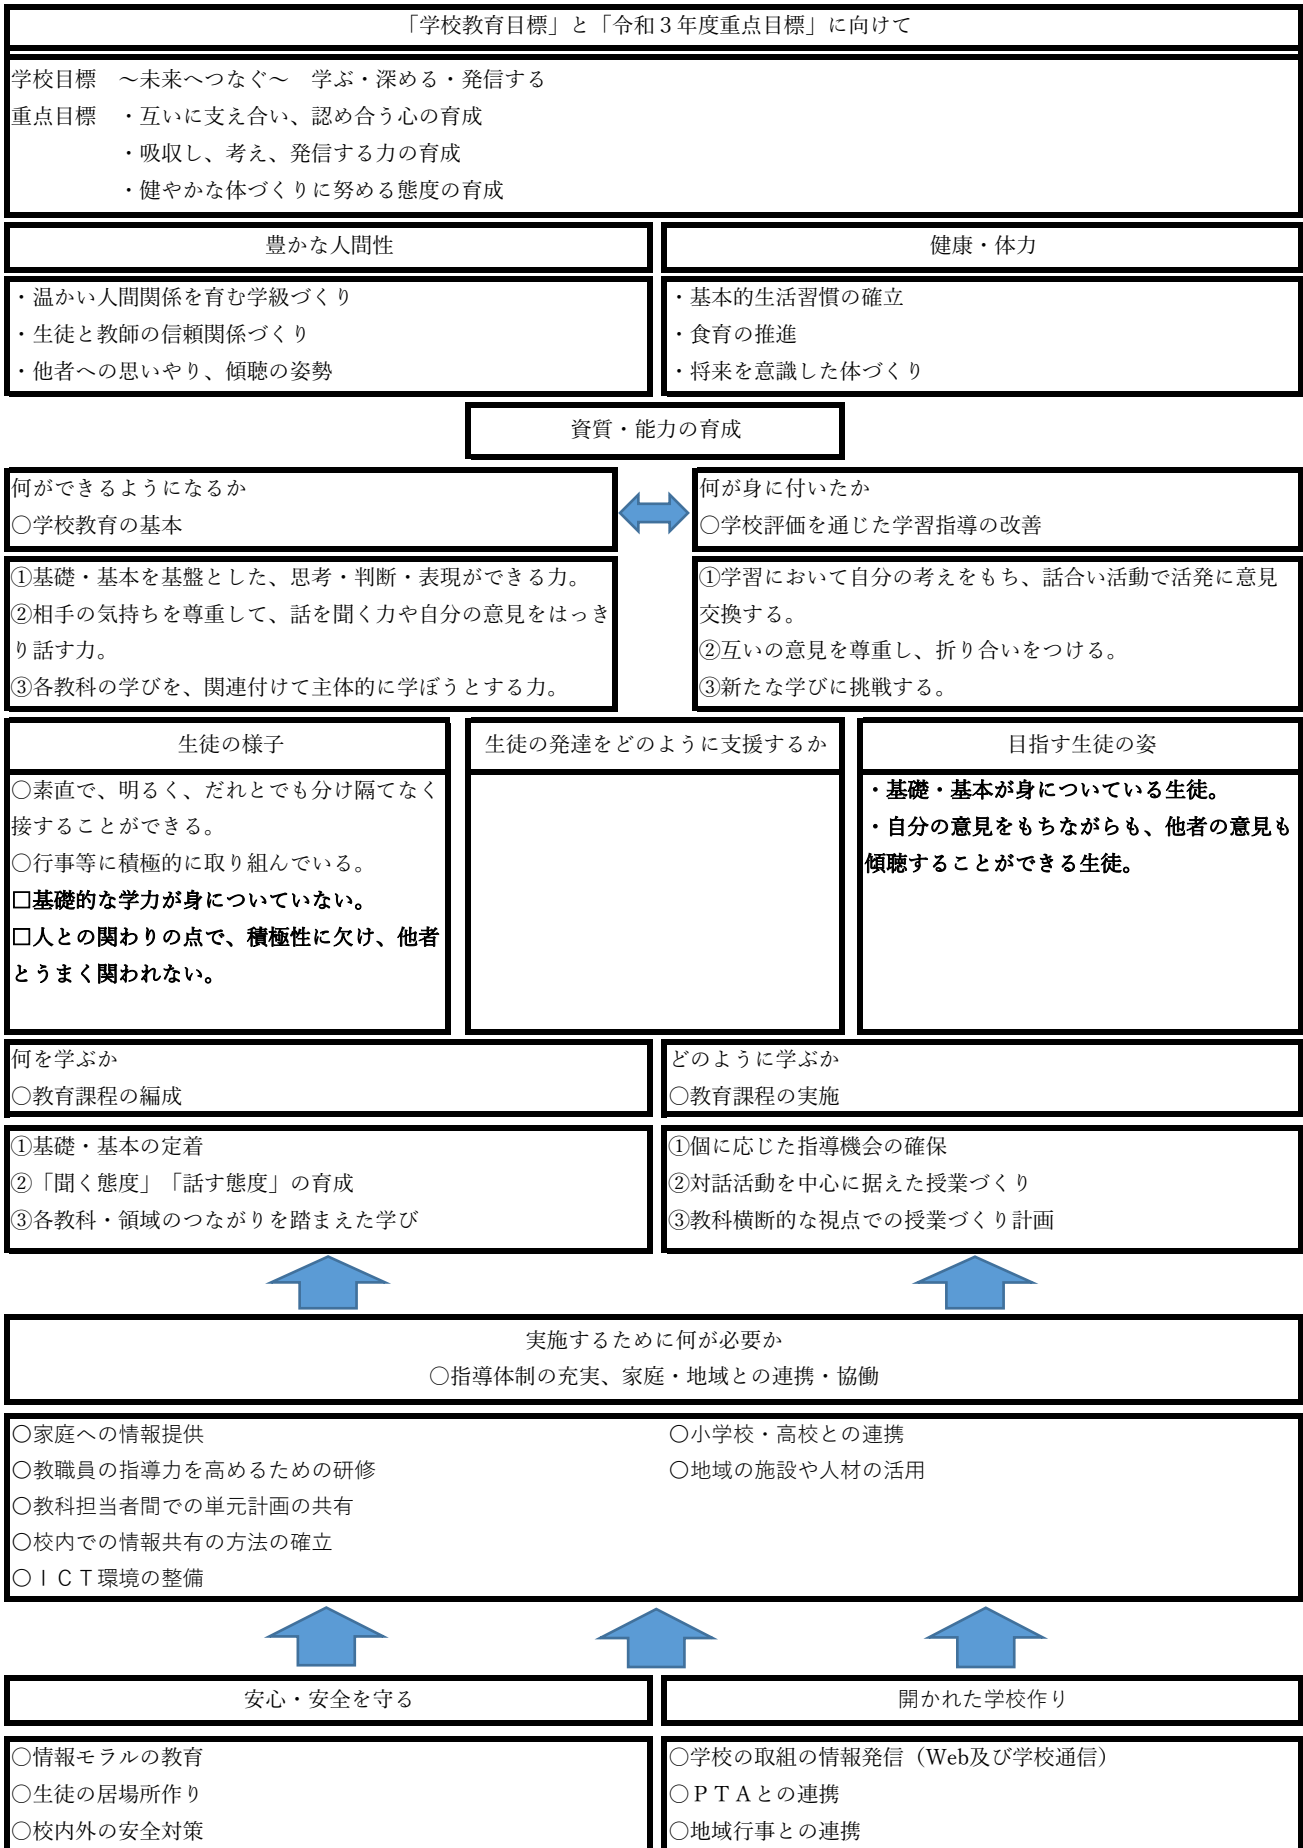 「学校教育目標」と「令和３年度重点目標」に向けて
学校目標　～未来へつなぐ～　学ぶ・深める・発信する
重点目標　・互いに支え合い、認め合う心の育成
・吸収し、考え、発信する力の育成
・健やかな体づくりに努める態度の育成
豊かな人間性
・温かい人間関係を育む学級づくり
・生徒と教師の信頼関係づくり
・他者への思いやり、傾聴の姿勢
健康・体力
・基本的生活習慣の確立
・食育の推進
・将来を意識した体づくり
資質・能力の育成
何ができるようになるか
○学校教育の基本
①基礎・基本を基盤とした、思考・判断・表現ができる力。
②相手の気持ちを尊重して、話を聞く力や自分の意見をはっき
り話す力。
③各教科の学びを、関連付けて主体的に学ぼうとする力。
何が身に付いたか
○学校評価を通じた学習指導の改善
①学習において自分の考えをもち、話合い活動で活発に意見
交換する。
②互いの意見を尊重し、折り合いをつける。
③新たな学びに挑戦する。
生徒の様子
○素直で、明るく、だれとでも分け隔てなく
接することができる。
○行事等に積極的に取り組んでいる。
□基礎的な学力が身についていない。
□人との関わりの点で、積極性に欠け、他者
とうまく関われない。
生徒の発達をどのように支援するか
目指す生徒の姿
・基礎・基本が身についている生徒。
・自分の意見をもちながらも、他者の意見も
傾聴することができる生徒。
何を学ぶか
○教育課程の編成
①基礎・基本の定着
②「聞く態度」「話す態度」の育成
③各教科・領域のつながりを踏まえた学び
どのように学ぶか
○教育課程の実施
①個に応じた指導機会の確保
②対話活動を中心に据えた授業づくり
③教科横断的な視点での授業づくり計画
実施するために何が必要か
○指導体制の充実、家庭・地域との連携・協働
○家庭への情報提供
○教職員の指導力を高めるための研修
○教科担当者間での単元計画の共有
○校内での情報共有の方法の確立
○ＩＣＴ環境の整備
○小学校・高校との連携
○地域の施設や人材の活用
安心・安全を守る
○情報モラルの教育
○生徒の居場所作り
○校内外の安全対策
開かれた学校作り
○学校の取組の情報発信（Web及び学校通信）
○ＰＴＡとの連携
○地域行事との連携